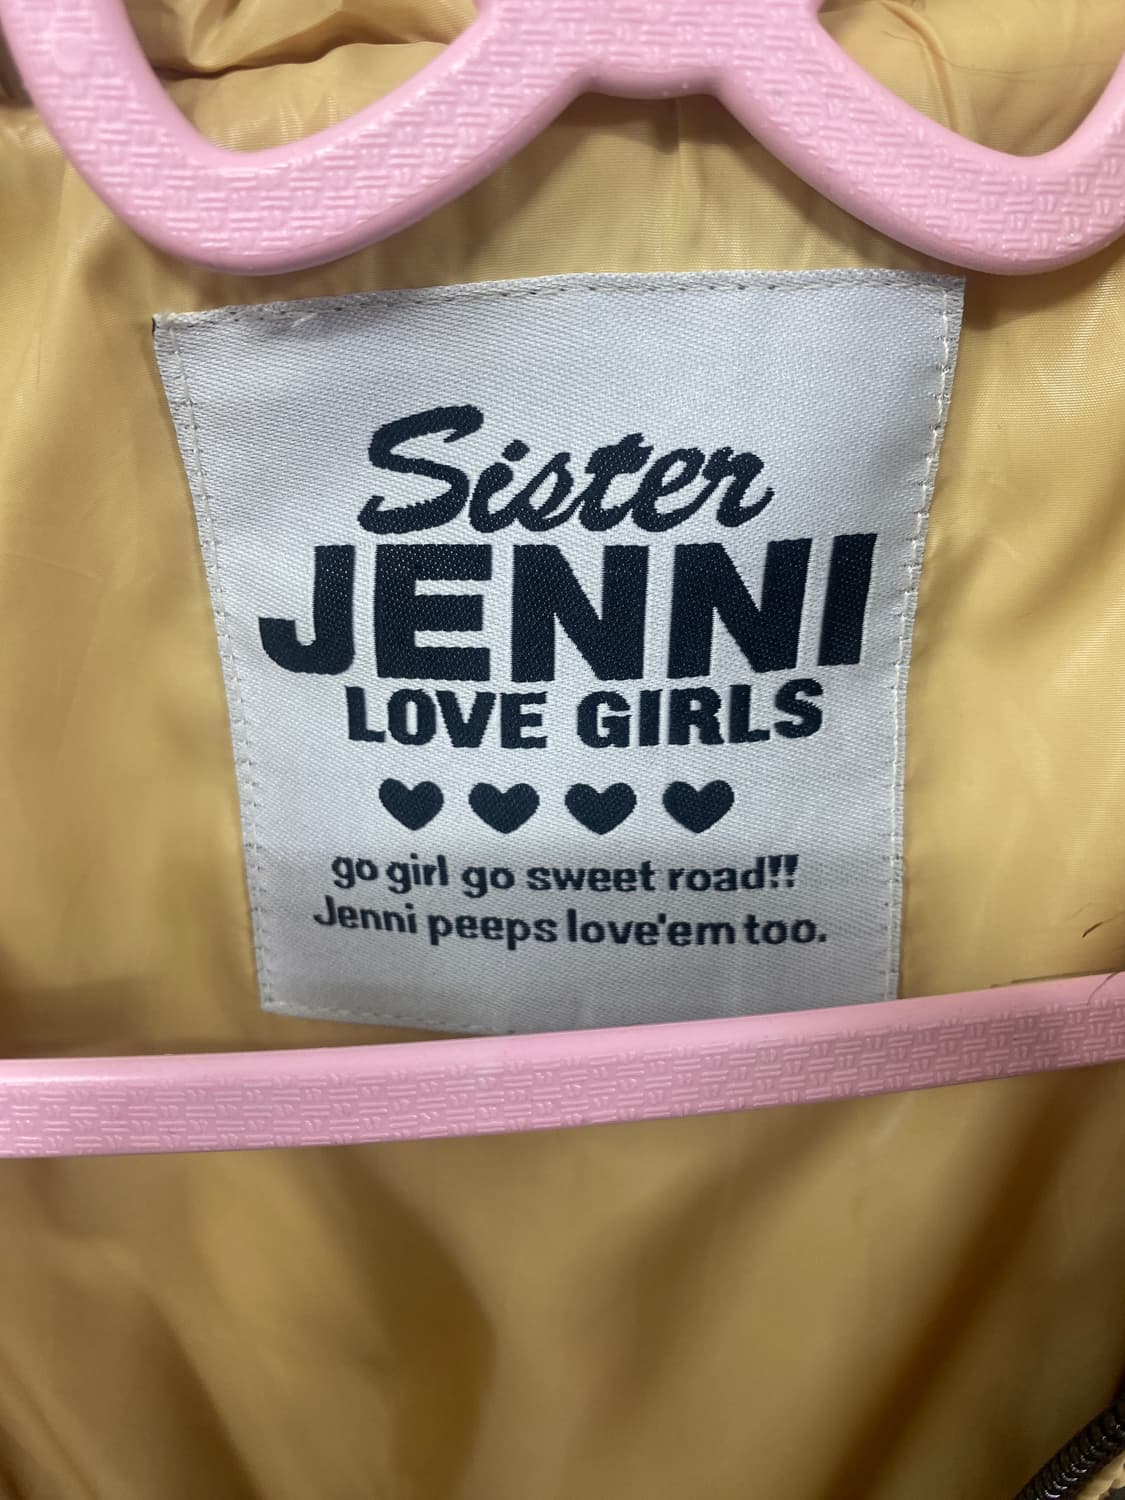 Sister
JENNI
LOVE GIRLS
go girl go sweet road!!
Jenni peeps love'em too.